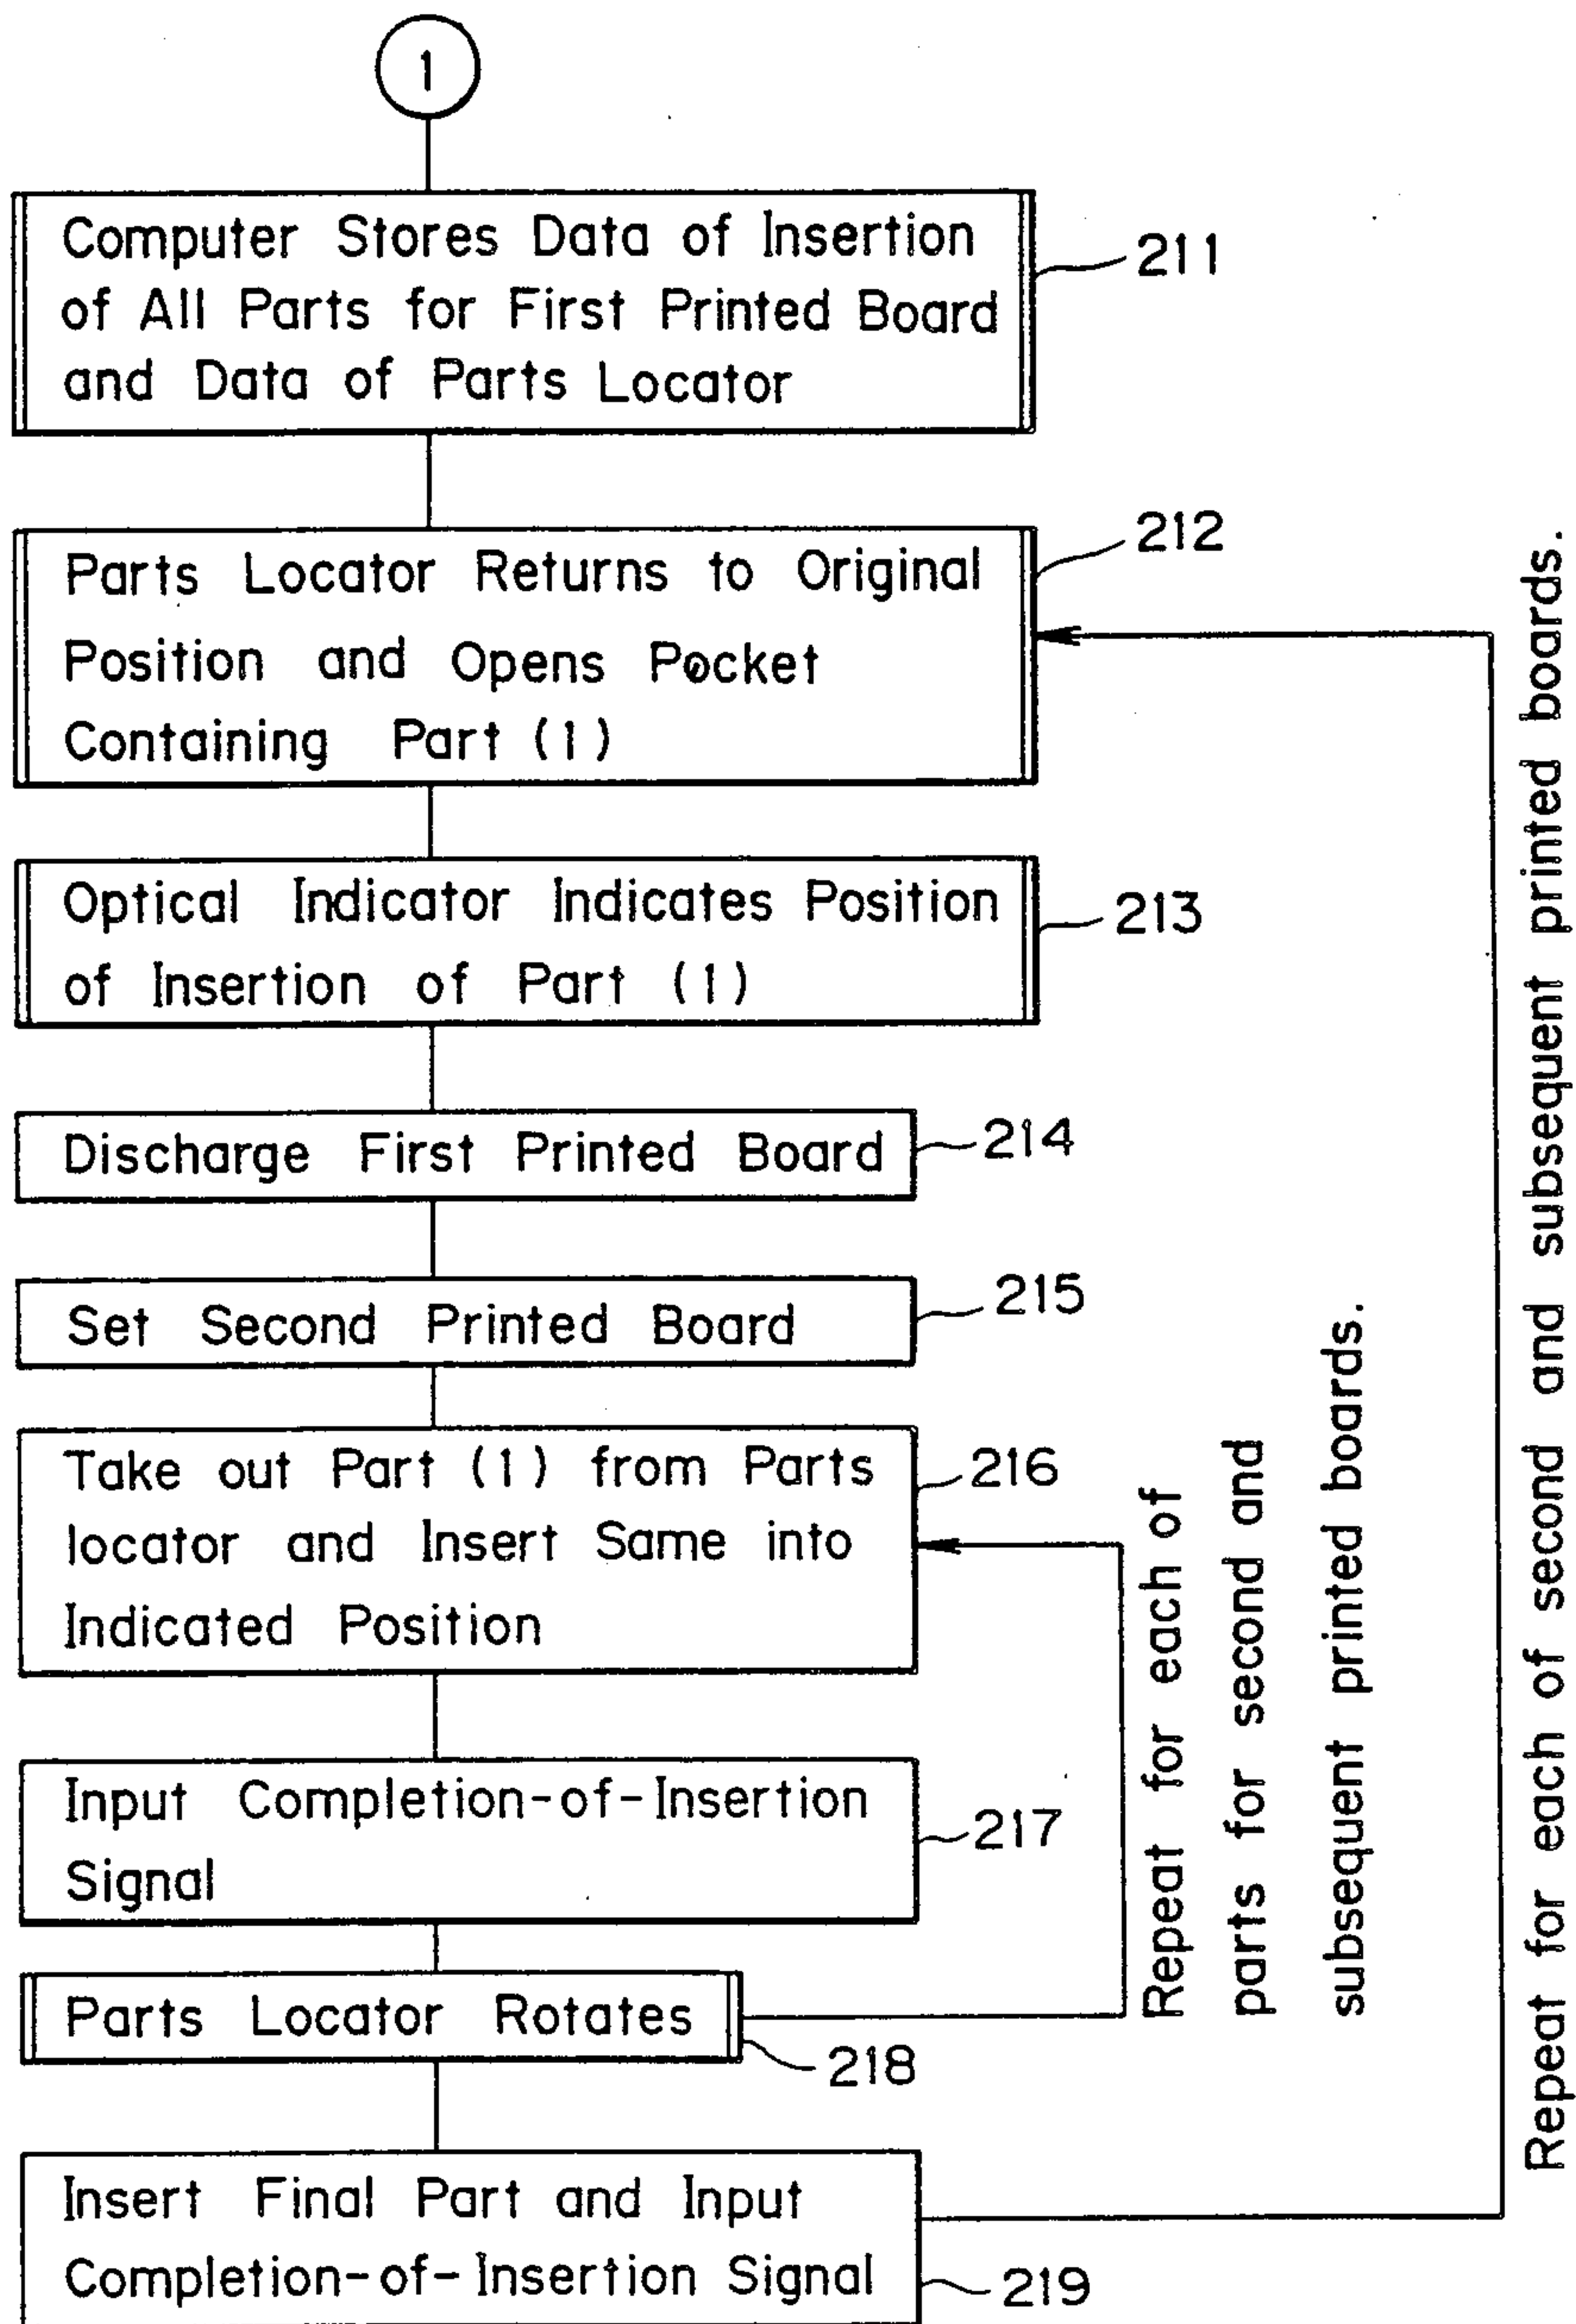 1
Computer Stores Data of Insertion
of All Parts for First Printed Board
and Data of Parts Locator
211
Parts Locator Returns to Original
Position and Opens Pocket
Containing Part (1)
212
Optical Indicator Indicates Position
of Insertion of Part (1)
213
Discharge First Printed Board
214
Set Second Printed Board
215
Take out Part (1) from Parts
locator and Insert Same into
Indicated Position
216
Input Completion-of-Insertion
Signal
217
Parts Locator Rotates
218
Insert Final Part and Input
Completion-of-Insertion Signal
219
Repeat for each of
parts for second and
subsequent printed boards.
Repeat for each of second and subsequent printed boards.